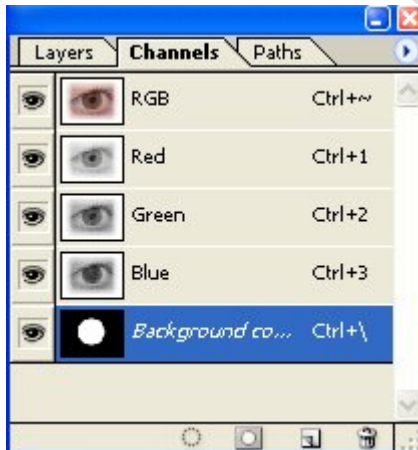 Layers Channels Paths
RGB Ctrl+~
Red Ctrl+1
Green Ctrl+2
Blue Ctrl+3
Background co... Ctrl+\